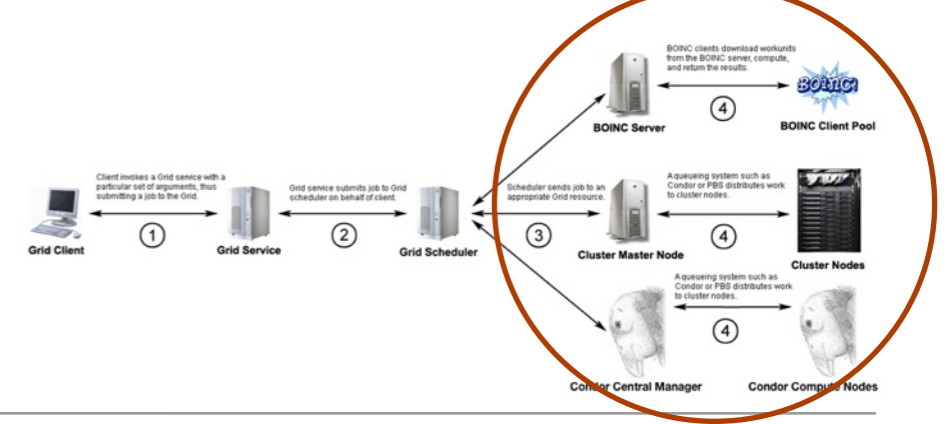 BOINC clients download workunits
from the BOINC server, compute,
and return the results.
BOINC!
4
BOINC Server
BOINC Client Pool
Client invokes a Grid service with a
particular set of arguments, thus
submitting a job to the Grid.
Grid service submits job to Grid
scheduler on behalf of client.
Scheduler sends job to an
appropriate Grid resource.
A queueing system such as
Condor or PBS distributes work
to cluster nodes.
1
2
3
4
Grid Client
Grid Service
Grid Scheduler
Cluster Master Node
Cluster Nodes
A queueing system such as
Condor or PBS distributes work
to cluster nodes.
4
Condor Central Manager
Condor Compute Nodes